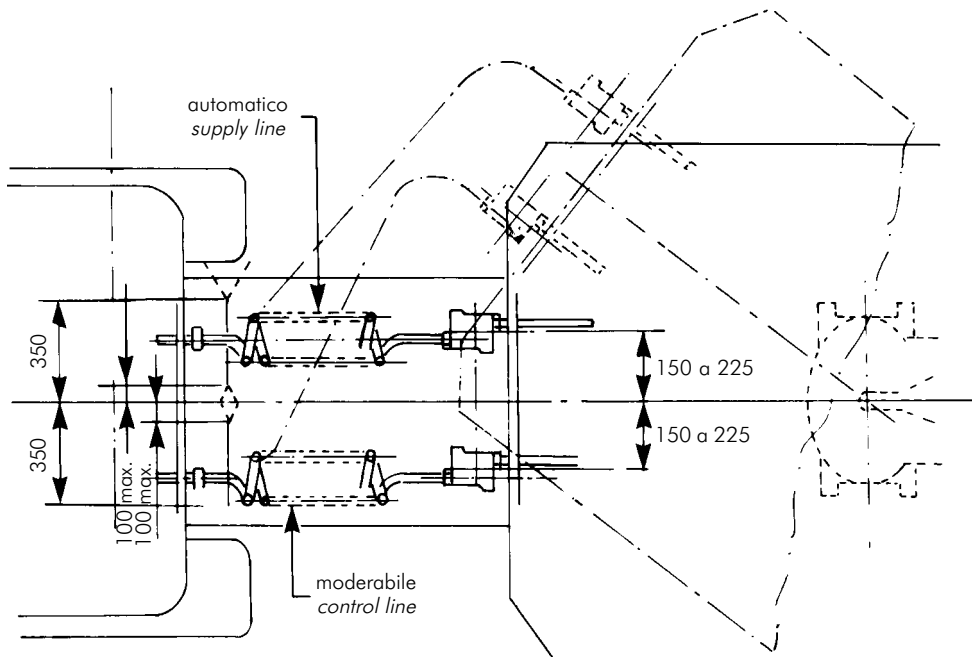 automatico
supply line
350
350
100 max.
100 max.
150 a 225
150 a 225
moderabile
control line